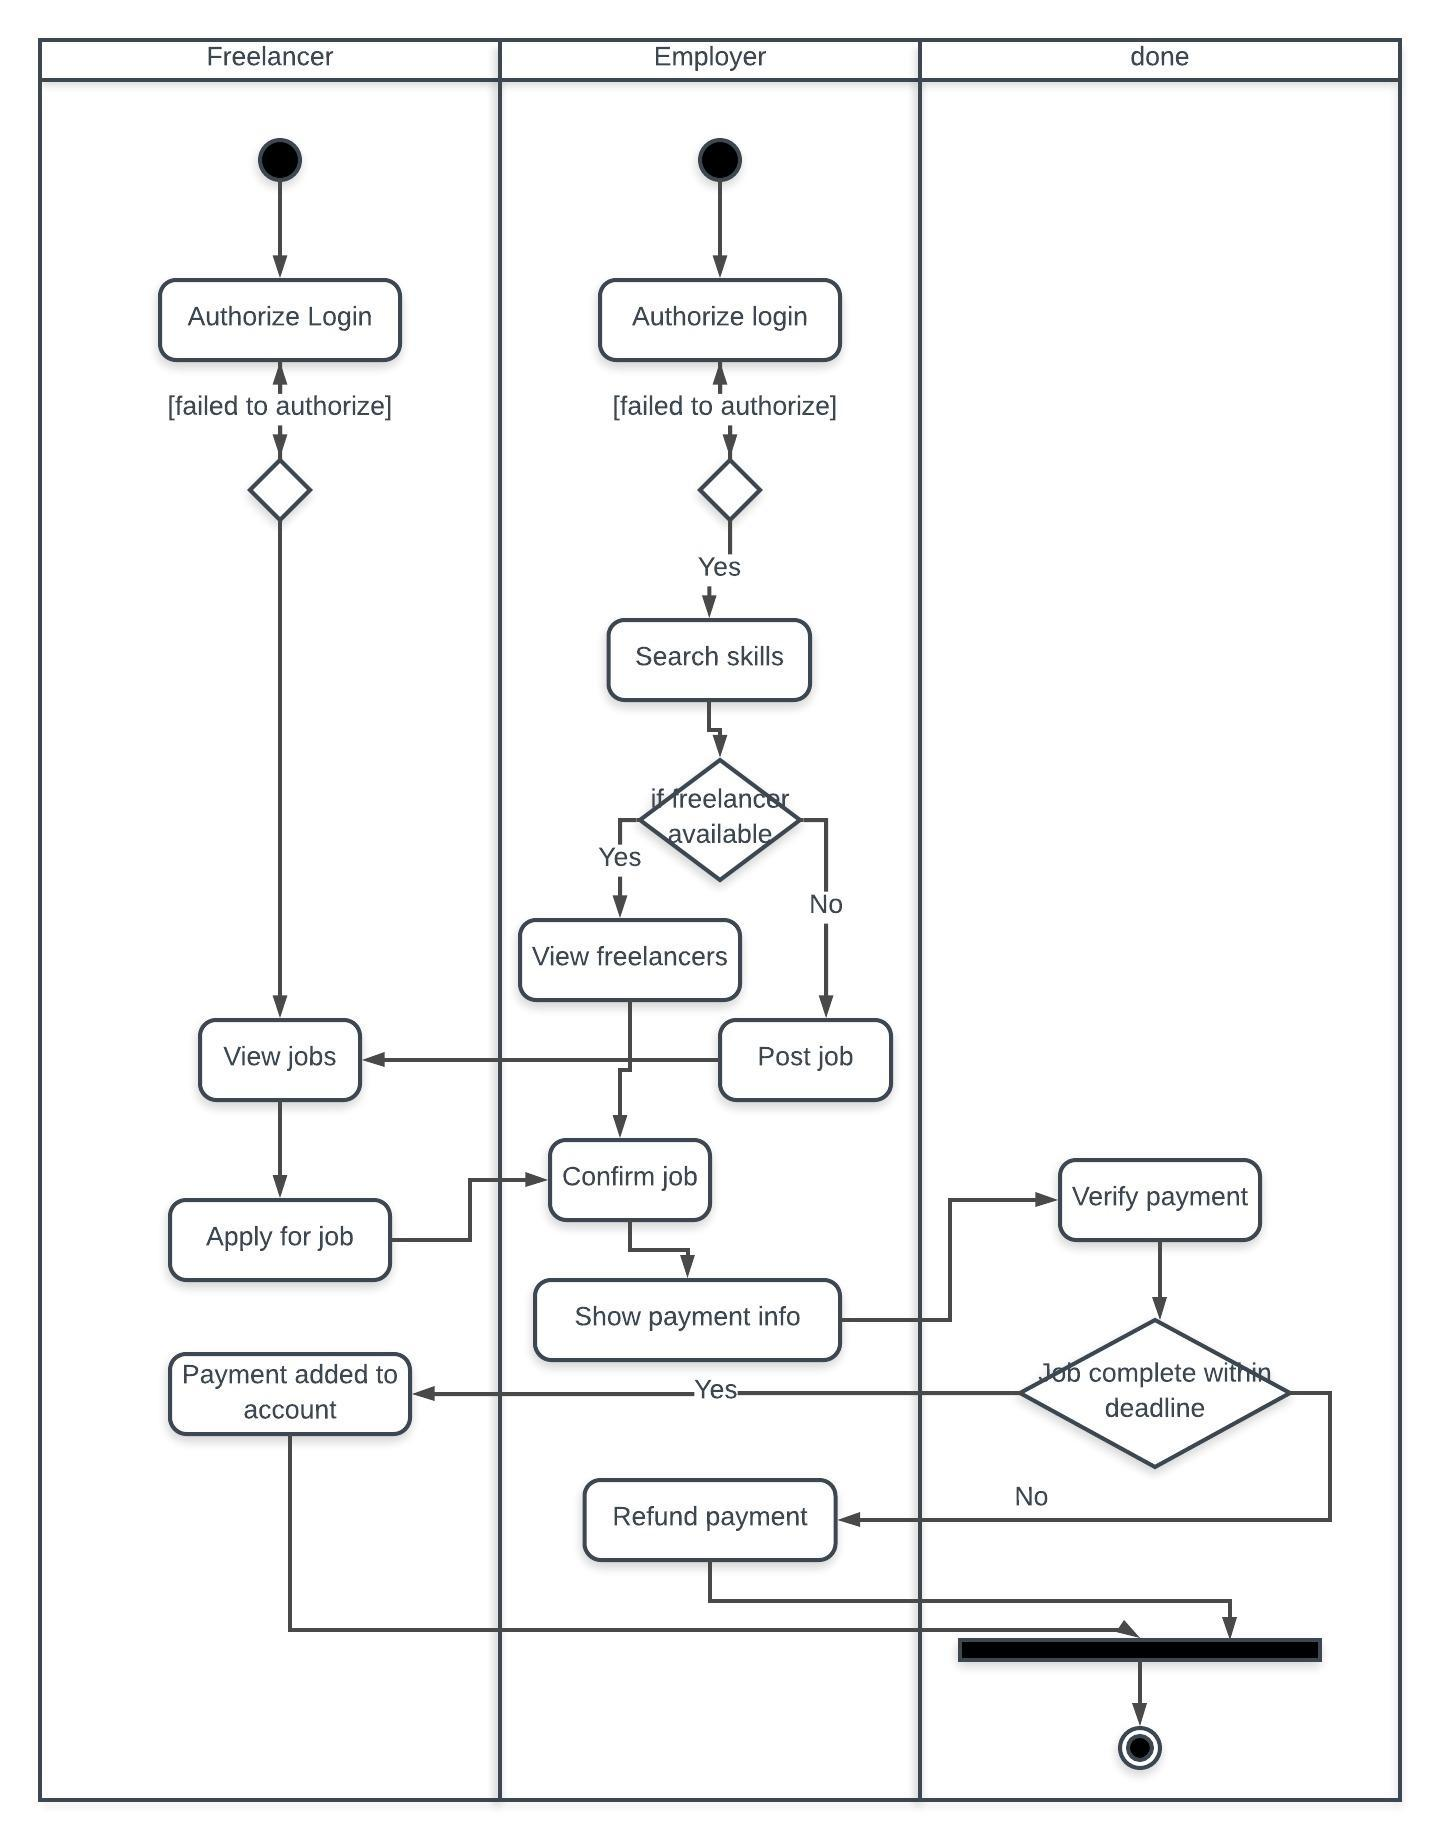 Freelancer
Employer
done
Authorize Login
Authorize login
[failed to authorize]
[failed to authorize]
Yes
Search skills
if freelancer
available
Yes
No
View freelancers
View jobs
Post job
Confirm job
Verify payment
Apply for job
Show payment info
Payment added to
account
Yes
Job complete within
deadline
No
Refund payment